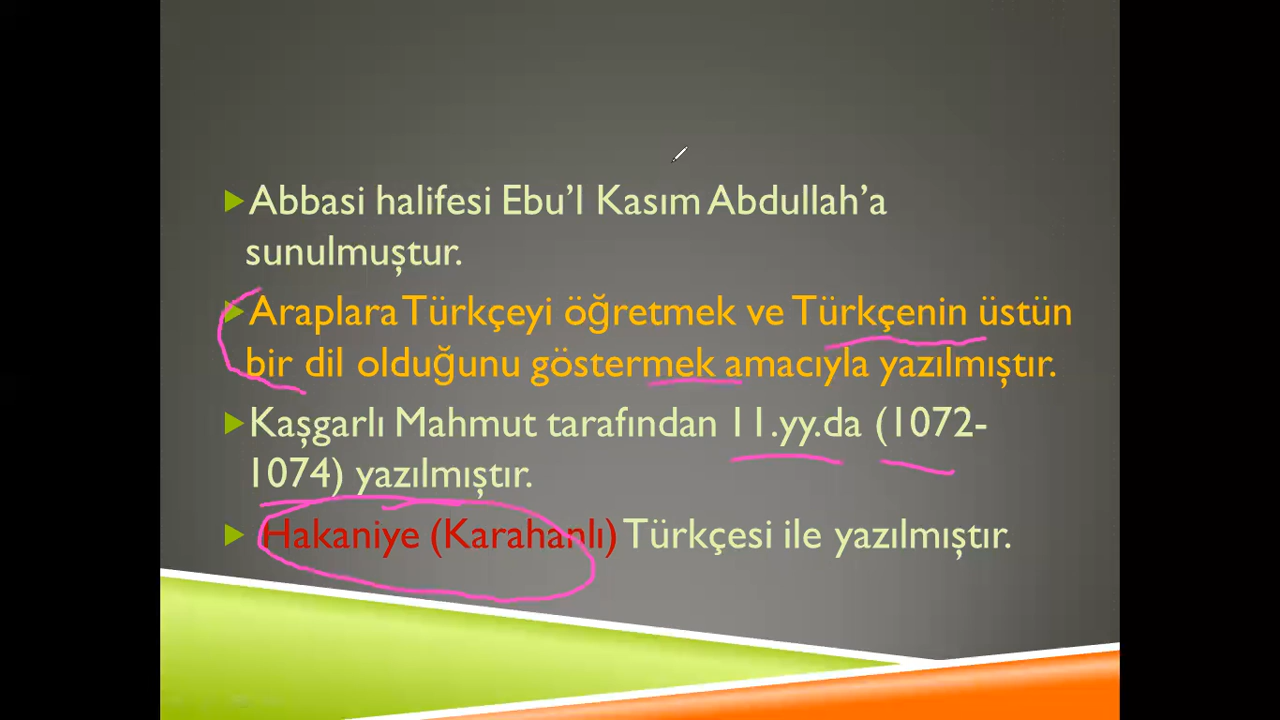 Abbasi halifesi Ebu'l Kasım Abdullah'a
sunulmuştur.
Araplara Türkçeyi öğretmek ve Türkçenin üstün
bir dil olduğunu göstermek amacıyla yazılmıştır.
Kaşgarlı Mahmut tarafından 11.yy.da (1072-
1074) yazılmıştır.
Hakaniye (Karahanlı) Türkçesi ile yazılmıştır.